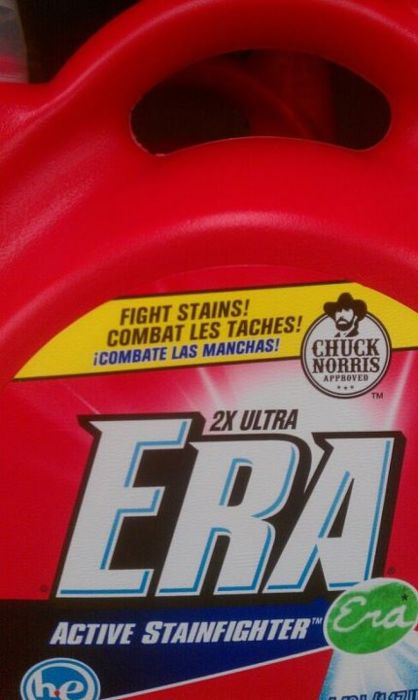 FIGHT STAINS!
COMBAT LES TACHES!
¡COMBATE LAS MANCHAS!
CHUCK
NORRIS
APPROVED
TM
2X ULTRA
ERA
ACTIVE STAINFIGHTER™
Era
he